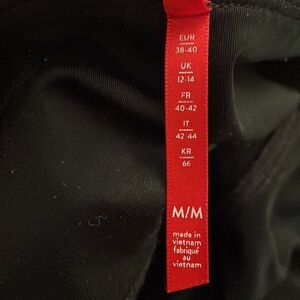 EUR
38-40
UK
12-14
FR
40-42
IT
42-44
KR
66
M/M
made in
vietnam
fabriqué
au
vietnam